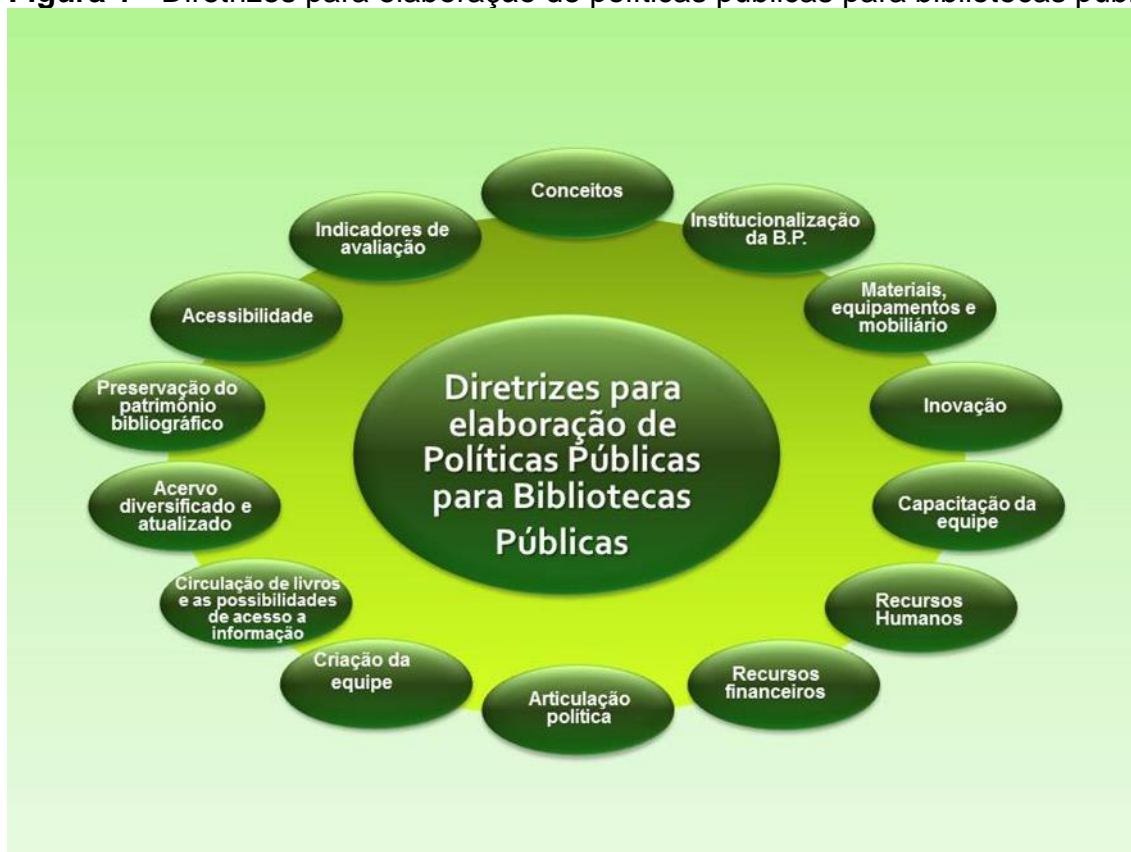 Diretrizes para elaboração de políticas públicas para bibliotecas
Conceitos
Institucionalização
da B.P.
Materiais,
equipamentos e
mobiliário
Inovação
Capacitação da
equipe
Recursos
Humanos
Recursos
financeiros
Articulação
política
Criação da
equipe
Circulação de livros
e as possibilidades
de acesso a
informação
Acervo
diversificado e
atualizado
Preservação do
patrimônio
bibliográfico
Acessibilidade
Indicadores de
avaliação
Diretrizes para
elaboração de
Políticas Públicas
para Bibliotecas
Públicas